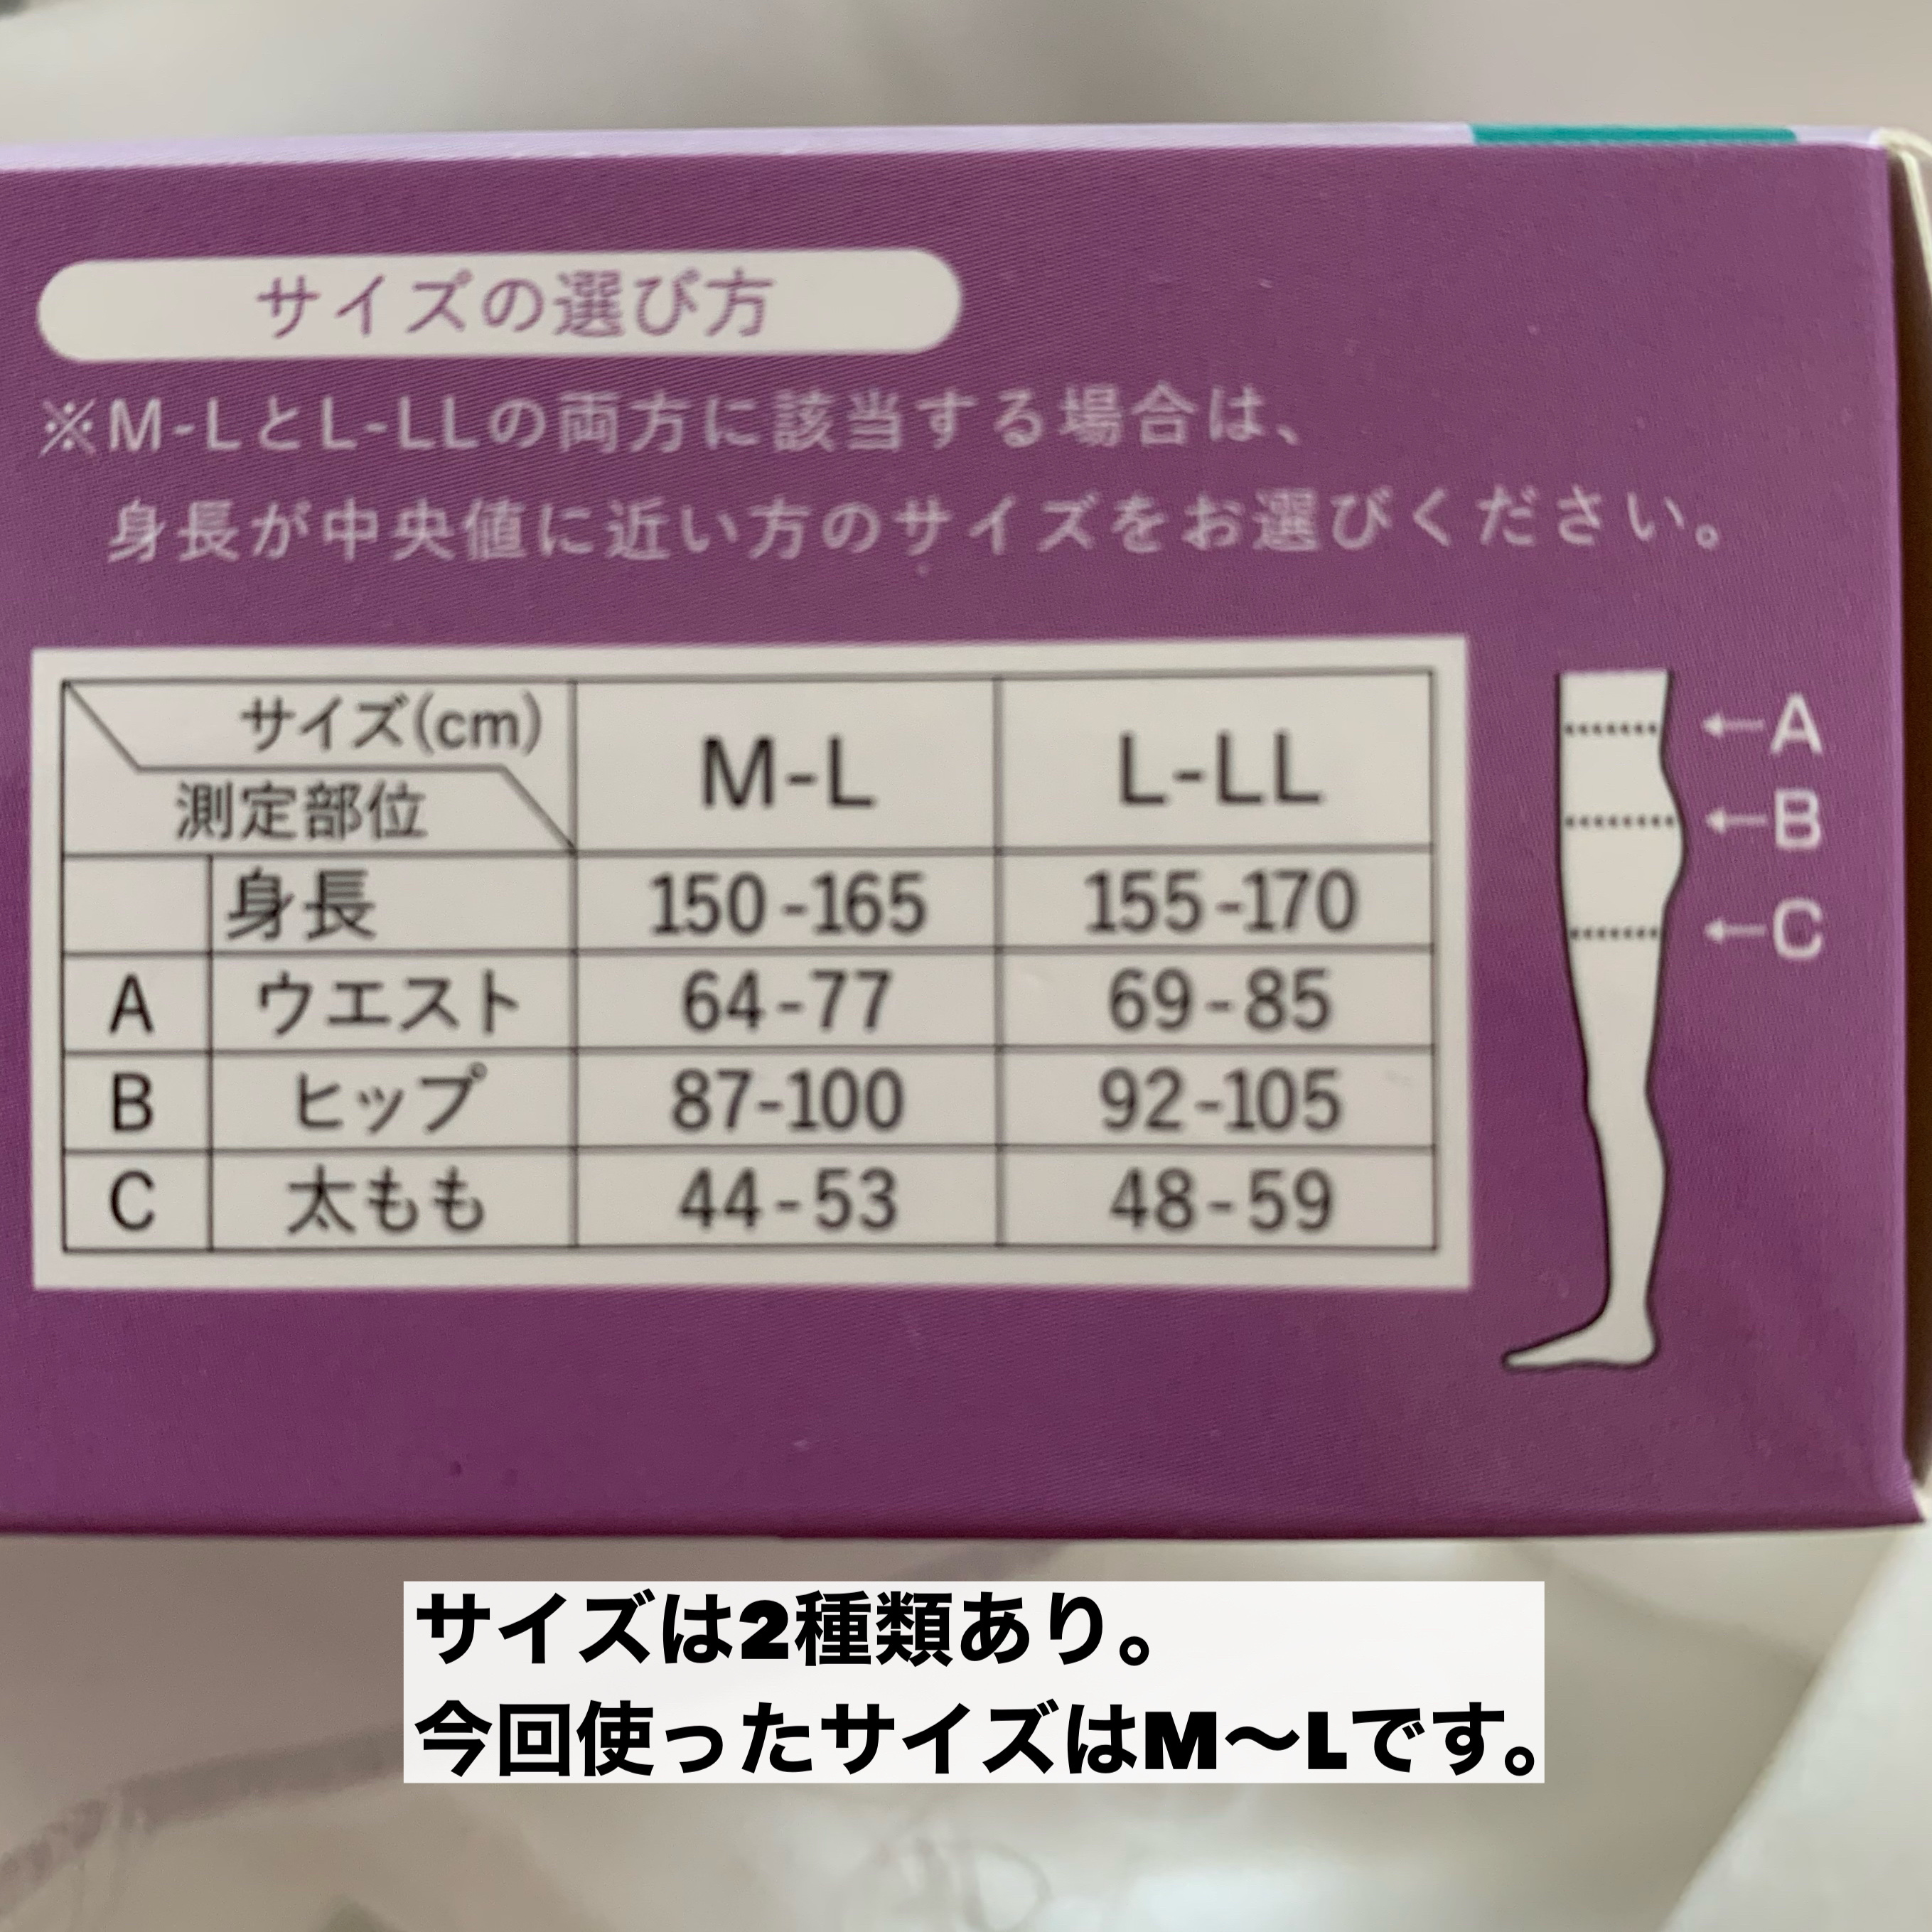 サイズの選び方
※M-LとL-LLの両方に該当する場合は、
身長が中央値に近い方のサイズをお選びください。
サイズ(cm)
測定部位
M-L
L-LL
身長 150-165 155-170
A ウエスト 64-77 69-85
B ヒップ 87-100 92-105
C 太もも 44-53 48-59
←A
←B
←C
サイズは2種類あり。
今回使ったサイズはM〜Lです。